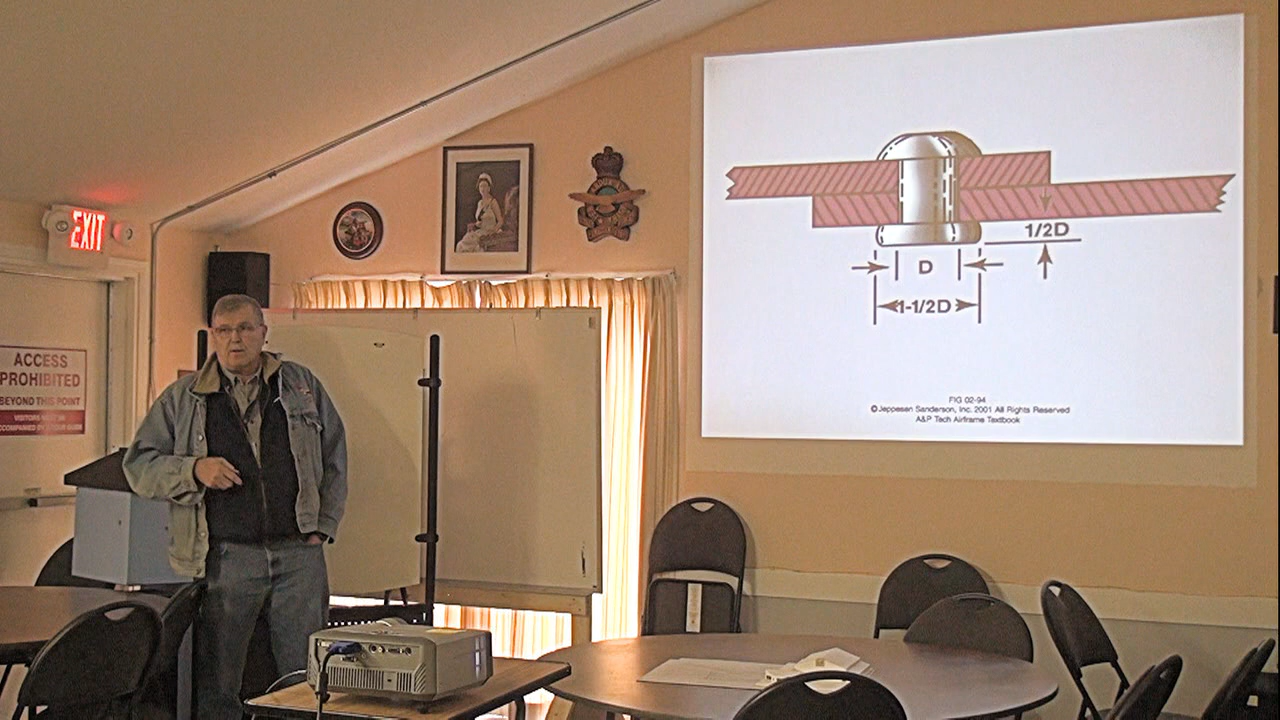 EXIT
ACCESS
PROHIBITED
BEYOND THIS POINT
1/2D
D
1-1/2D
FIG 02-94
©Jeppesen Sanderson, Inc. 2001 All Rights Reserved
A&P Tech Airframe Textbook